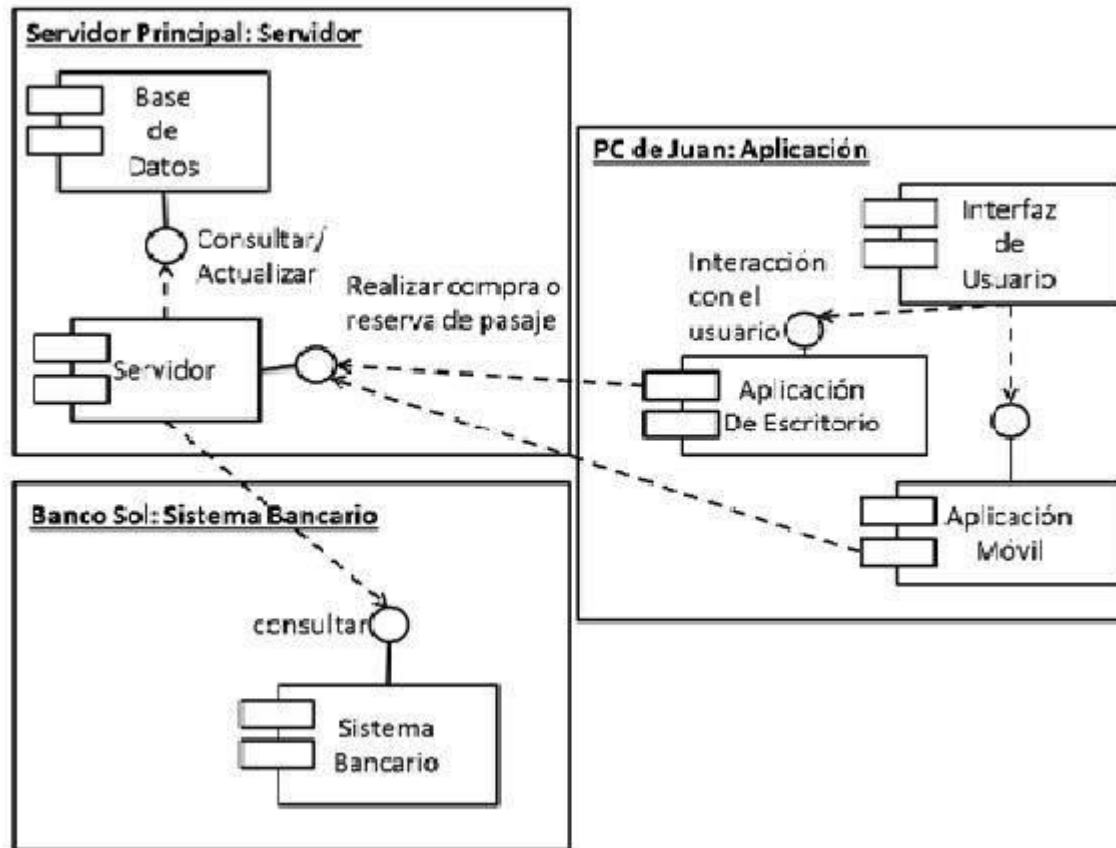 Servidor Principal: Servidor
Base
de
Datos
Consultar/
Actualizar
Realizar compra o
reserva de pasaje
Servidor
PC de Juan: Aplicación
Interfaz
de
Usuario
Interacción
con el
usuario
Aplicación
De Escritorio
Aplicación
Móvil
Banco Sol: Sistema Bancario
consultar
Sistema
Bancario